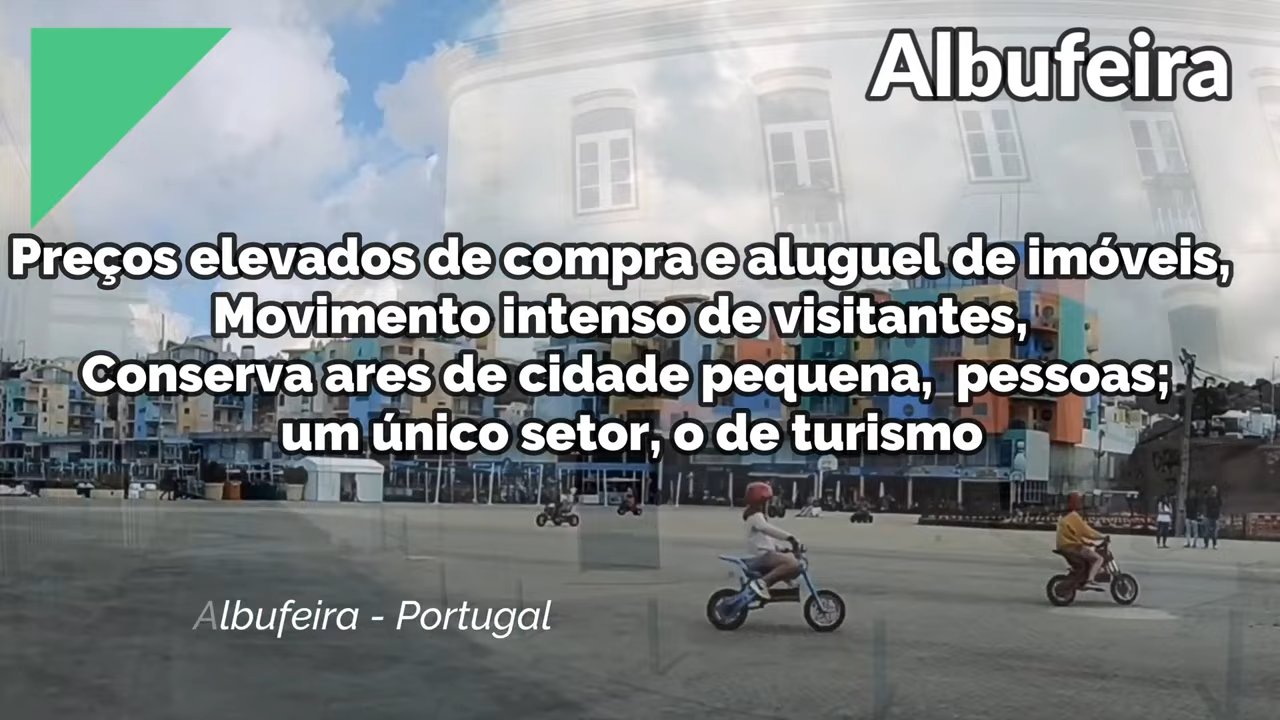 Albufeira
Preços elevados de compra e aluguel de imóveis,
Movimento intenso de visitantes,
Conserva ares de cidade pequena,  pessoas;
um único setor, o de turismo
Albufeira - Portugal